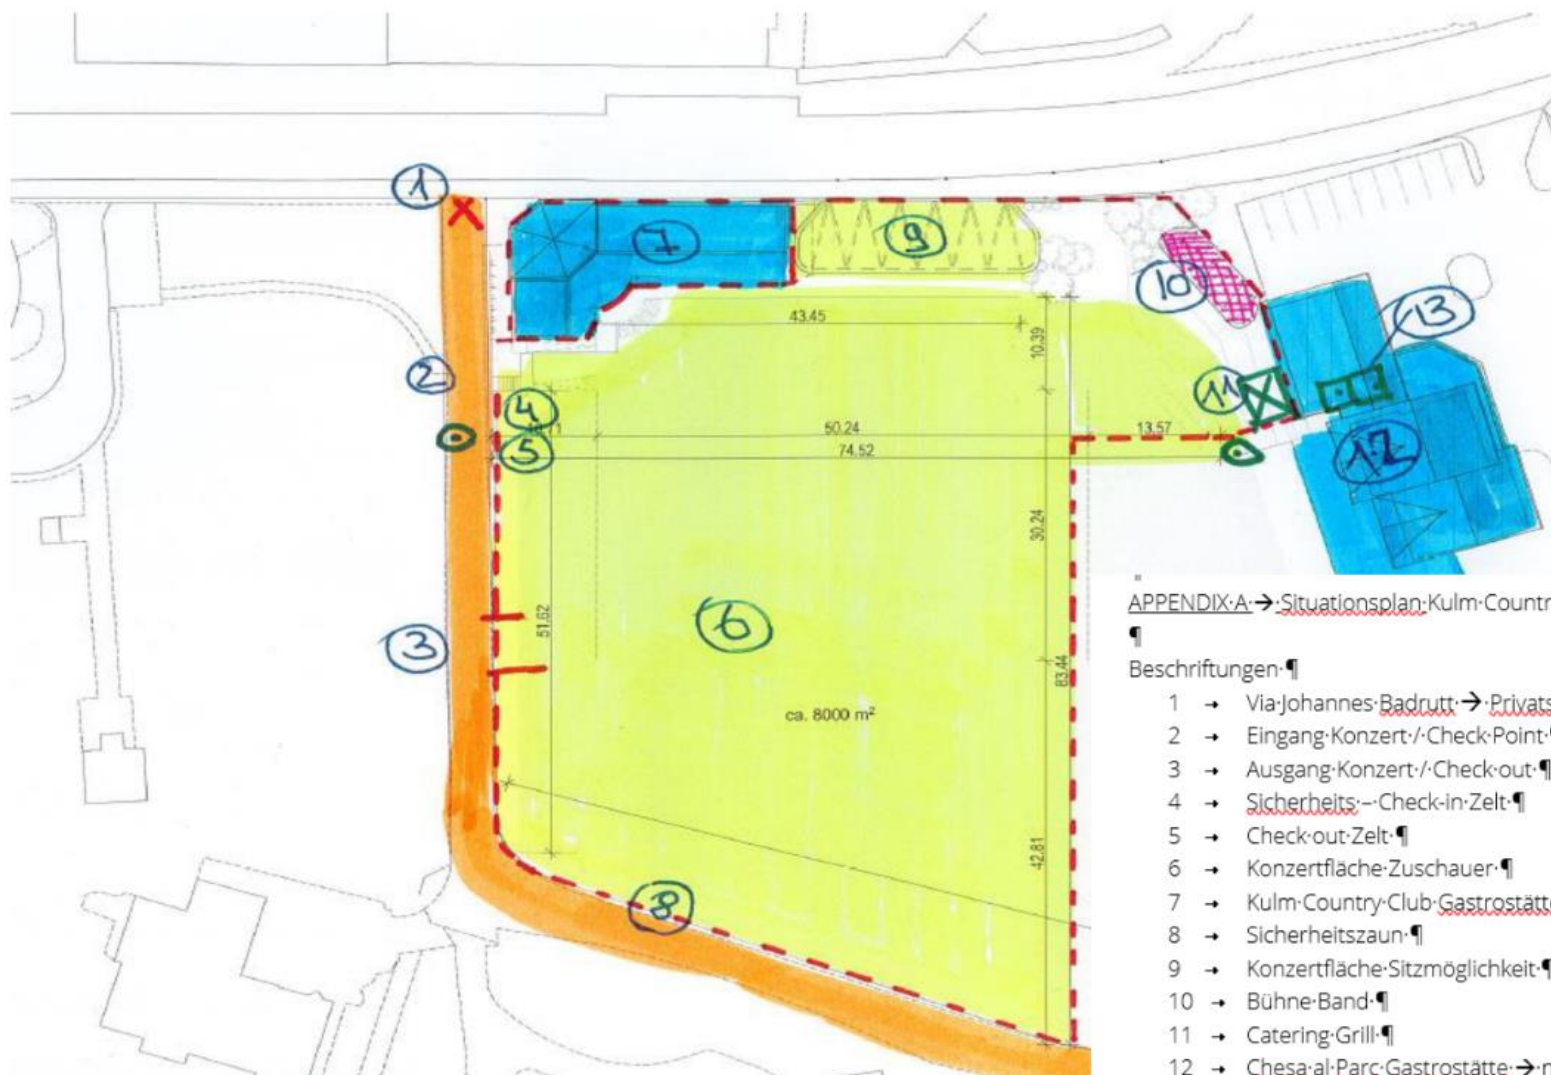 1
7
9
10
13
43.45
10.39
2
11
4
50.24
13.57
5
74.52
12
30.24
51.62
6
3
83.44
ca. 8000 m²
42.81
8
APPENDIX·A·→·Situationsplan·Kulm·Countr
¶
Beschriftungen·¶
1 → Via·Johannes·Badrutt·→·Privats
2 → Eingang·Konzert·/·Check·Point·
3 → Ausgang·Konzert·/·Check·out·¶
4 → Sicherheits·–·Check-in·Zelt·¶
5 → Check·out·Zelt·¶
6 → Konzertfläche·Zuschauer·¶
7 → Kulm·Country·Club·Gastrostätte
8 → Sicherheitszaun·¶
9 → Konzertfläche·Sitzmöglichkeit·¶
10 → Bühne·Band·¶
11 → Catering·Grill·¶
12 → Chesa·al·Parc·Gastrostätte·→·n